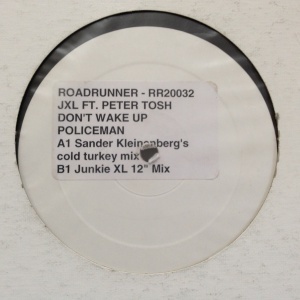 ROADRUNNER - RR20032
JXL FT. PETER TOSH
DON'T WAKE UP
POLICEMAN
A1 Sander Kleinenberg's
cold turkey mix
B1 Junkie XL 12" Mix